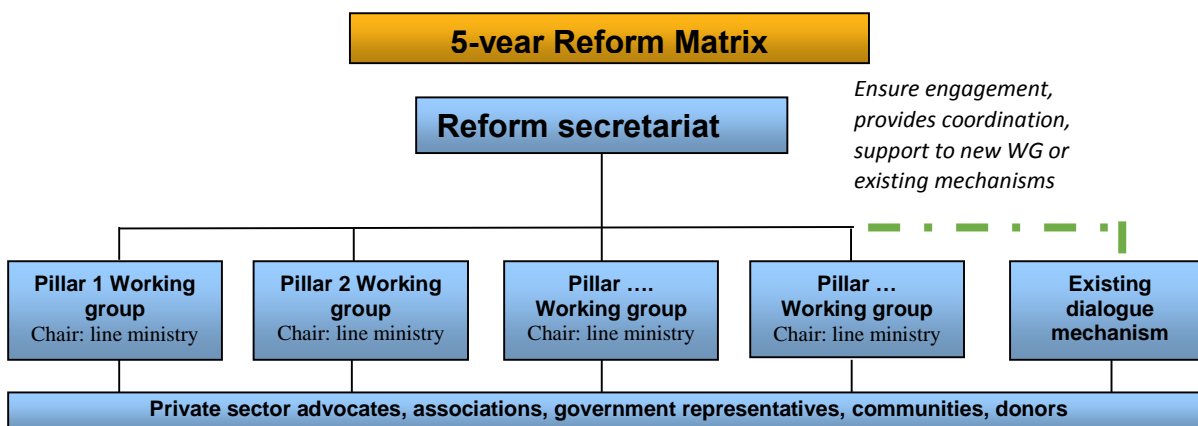 5-vear Reform Matrix
Ensure engagement,
provides coordination,
support to new WG or
existing mechanisms
Reform secretariat
Pillar 1 Working
group
Chair: line ministry
Pillar 2 Working
group
Chair: line ministry
Pillar ….
Working group
Chair: line ministry
Pillar …
Working group
Chair: line ministry
Existing
dialogue
mechanism
Private sector advocates, associations, government representatives, communities, donors